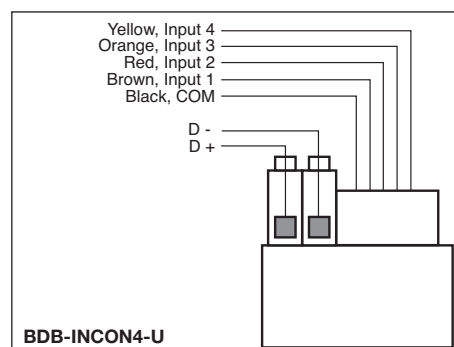 Yellow, Input 4
Orange, Input 3
Red, Input 2
Brown, Input 1
Black, COM
D -
D +
BDB-INCON4-U